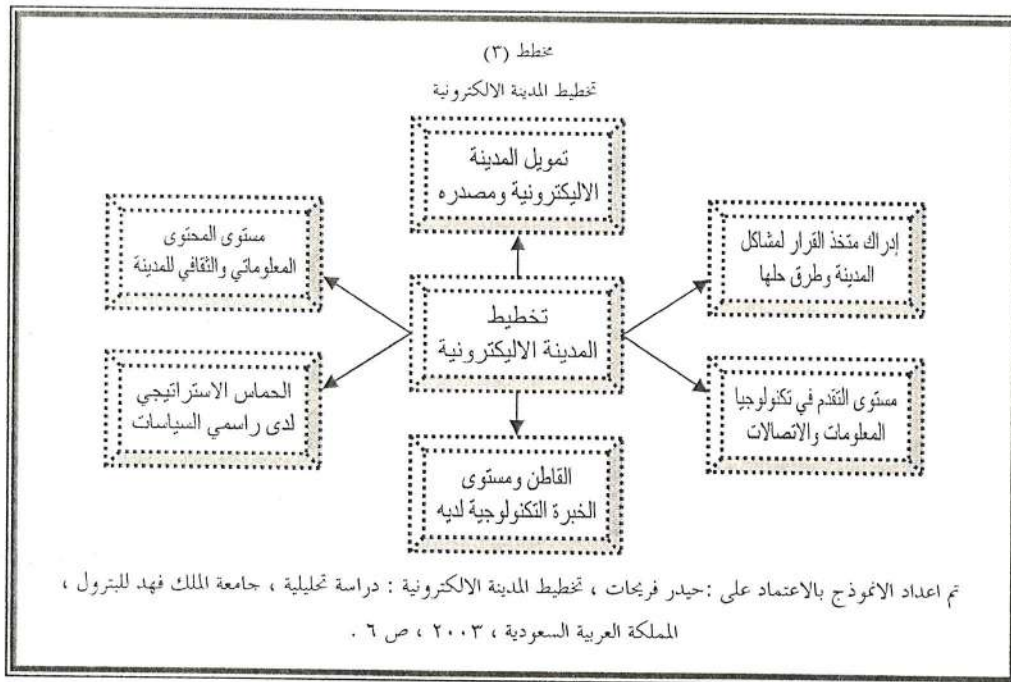 مخطط (٣)
تخطيط المدينة الالكترونية
تمويل المدينة
الاليكترونية ومصدره
إدراك متخذ القرار لمشاكل
المدينة وطرق حلها
مستوى المحتوى
المعلوماتي والثقافي للمدينة
تخطيط
المدينة الاليكترونية
مستوى التقدم في تكنولوجيا
المعلومات والاتصالات
الحماس الاستراتيجي
لدى راسمي السياسات
القاطن ومستوى
الخبرة التكنولوجية لديه
تم اعداد الانموذج بالاعتماد على :حيدر فريحات ، تخطيط المدينة الالكترونية : دراسة تحليلية ، جامعة الملك فهد للبترول ،
المملكة العربية السعودية ، ٢٠٠٣ ، ص ٦ .